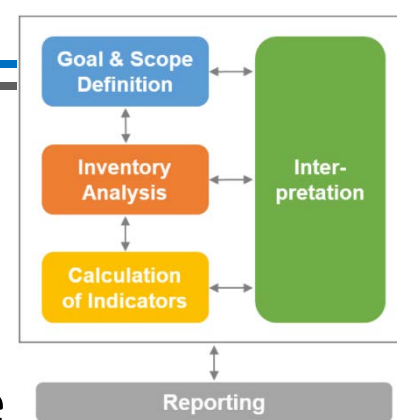 Goal & Scope
Definition
Inventory
Analysis
Inter-
pretation
Calculation
of Indicators
Reporting
e